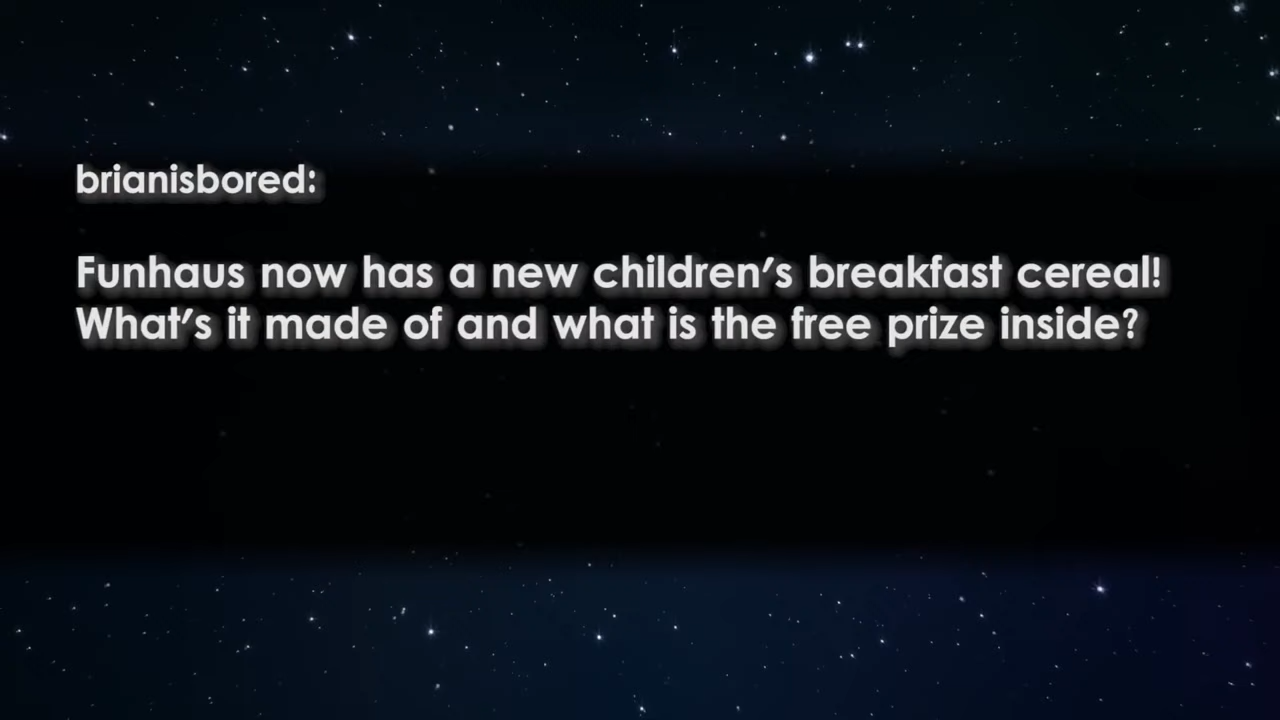 brianisbored:
Funhaus now has a new children's breakfast cereal!
What's it made of and what is the free prize inside?